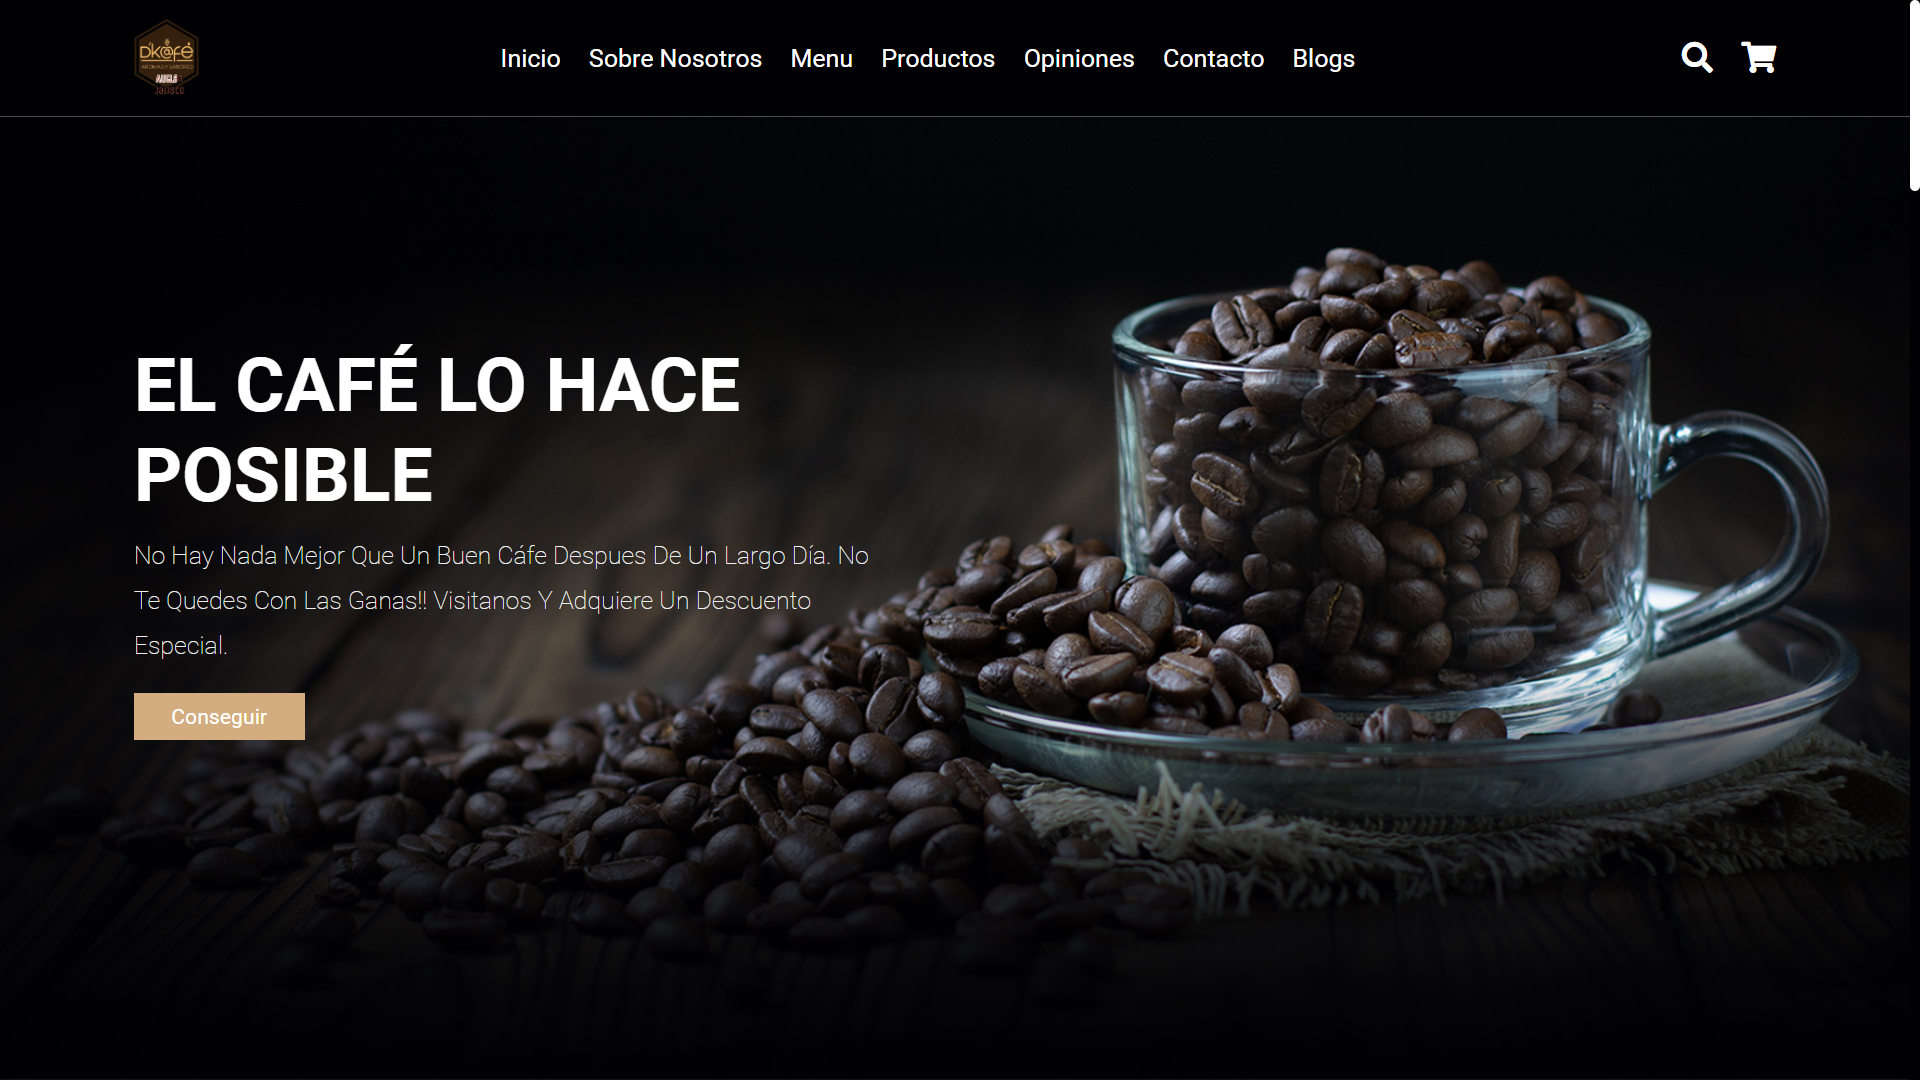 D'K@fé
AROMAS Y SABORES
Jalisco
Inicio Sobre Nosotros Menu Productos Opiniones Contacto Blogs
EL CAFÉ LO HACE
POSIBLE
No Hay Nada Mejor Que Un Buen Cáfe Despues De Un Largo Día. No
Te Quedes Con Las Ganas!! Visitanos Y Adquiere Un Descuento
Especial.
Conseguir